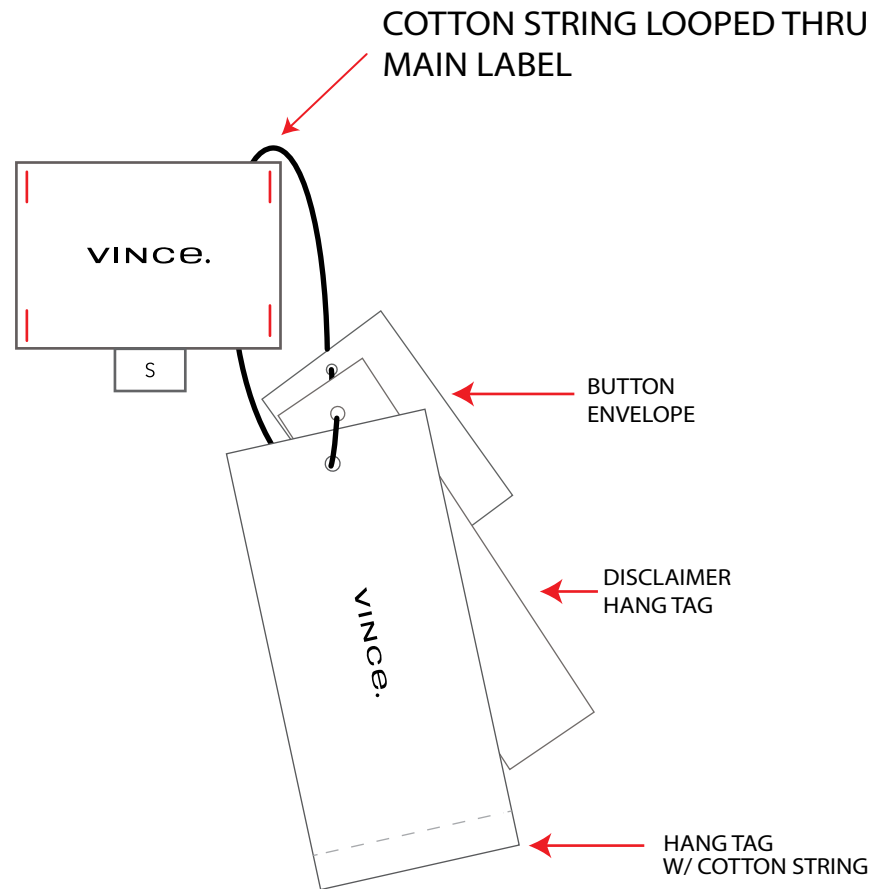 COTTON STRING LOOPED THRU
MAIN LABEL
VINCe.
S
BUTTON
ENVELOPE
DISCLAIMER
HANG TAG
VINCe.
HANG TAG
W/ COTTON STRING